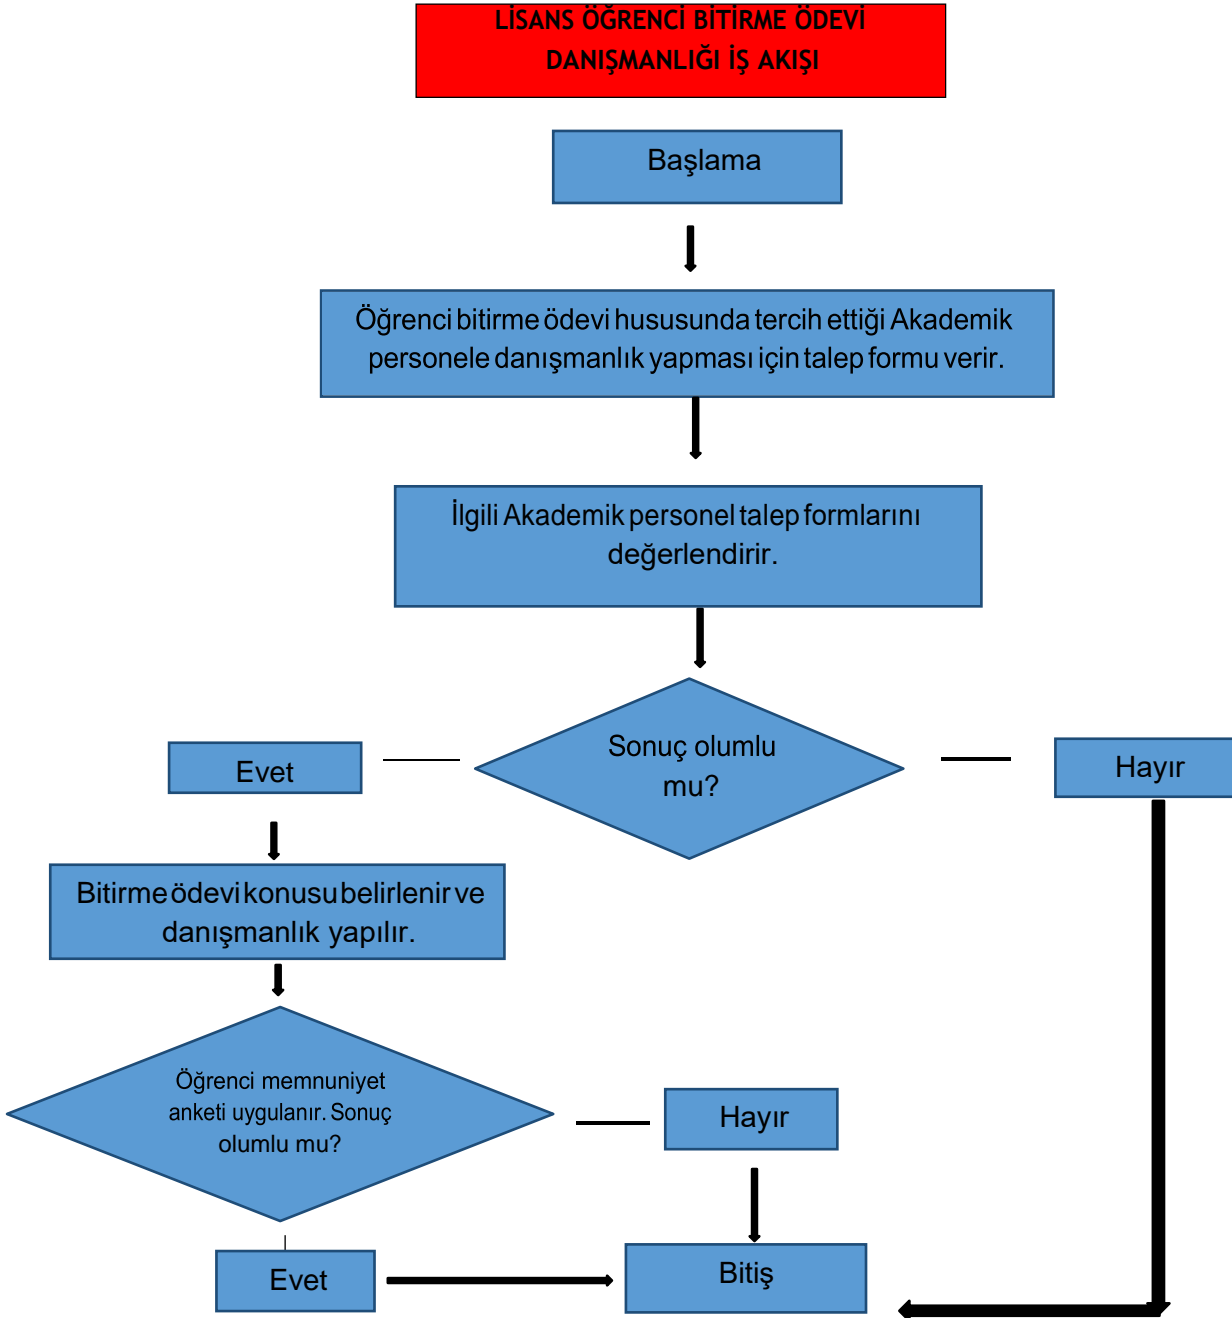 LİSANS ÖĞRENCİ BİTİRME ÖDEVİ
DANIŞMANLIĞI İŞ AKIŞI
Başlama
Öğrenci bitirme ödevi hususunda tercih ettiği Akademik
personele danışmanlık yapması için talep formu verir.
İlgili Akademik personel talep formlarını
değerlendirir.
Sonuç olumlu
mu?
Evet
Hayır
Bitirme ödevi konusu belirlenir ve
danışmanlık yapılır.
Öğrenci memnuniyet
anketi uygulanır. Sonuç
olumlu mu?
Hayır
Evet
Bitiş